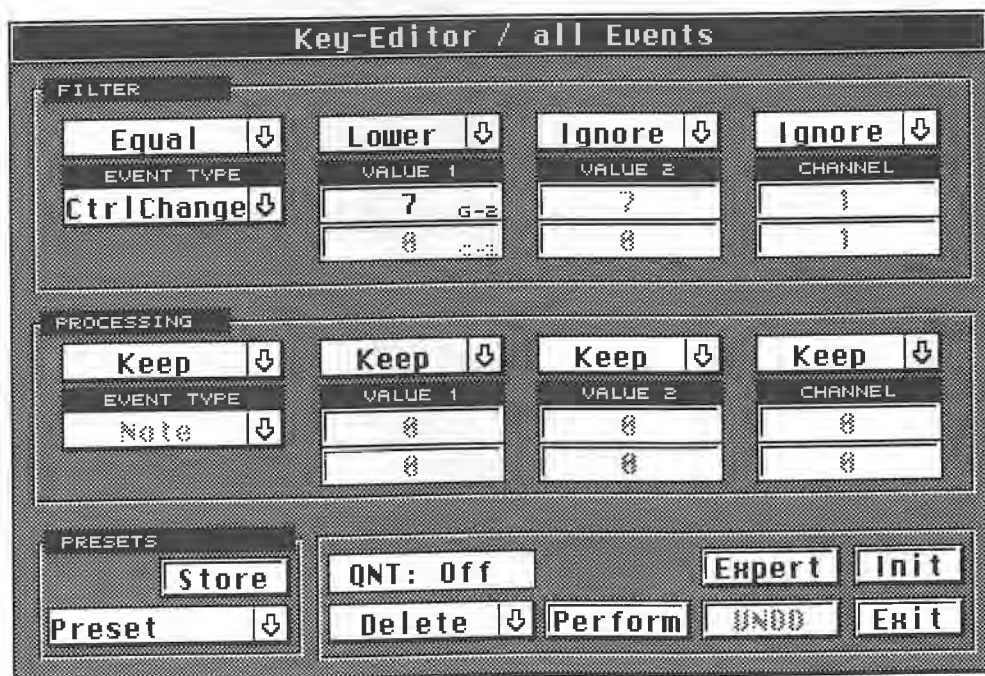 Key-Editor / all Events
FILTER
Equal Lower Ignore Ignore
EVENT TYPE VALUE 1 VALUE 2 CHANNEL
CtrlChange 7 G-2 7 1
0 C-3 0 1
PROCESSING
Keep Keep Keep Keep
EVENT TYPE VALUE 1 VALUE 2 CHANNEL
Note 0 0 0
0 0 0
PRESETS
Store QNT: Off Expert Init
Preset Delete Perform UNDO Exit